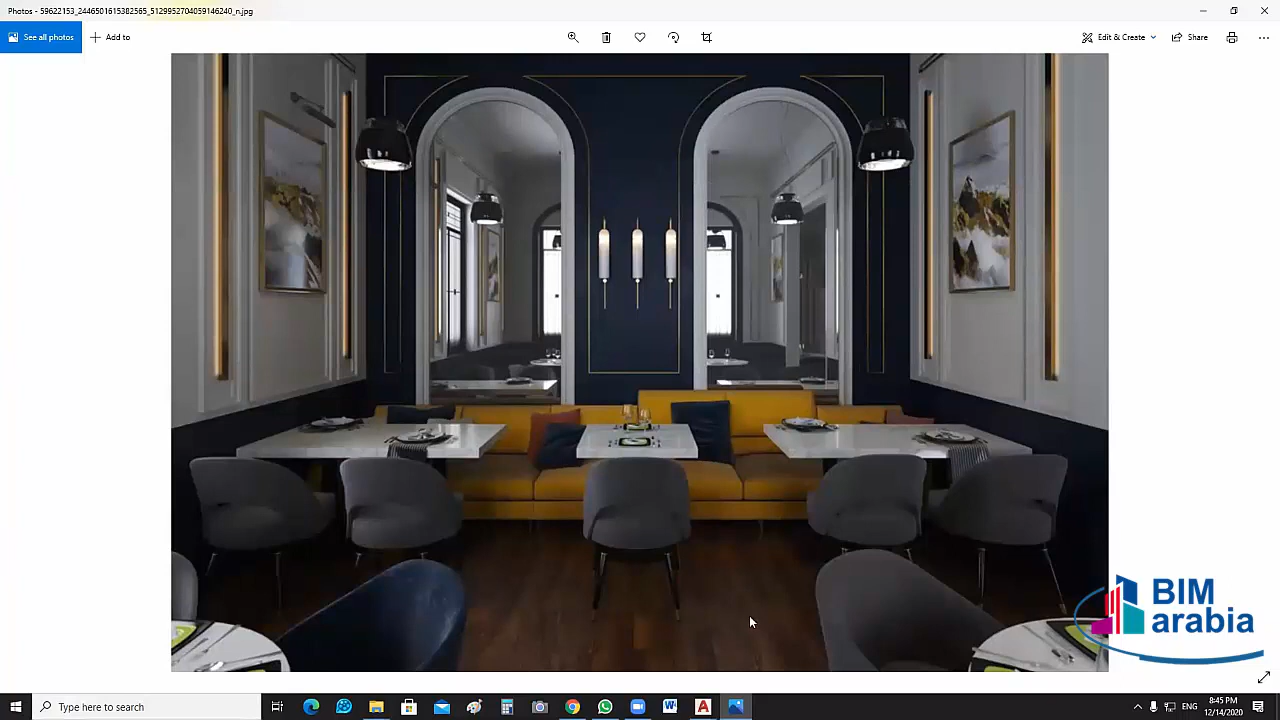 Photos - 59622153_2446501615382565_5129952704059146240_n.jpg
See all photos
Add to
Edit & Create
Share
BIM
arabia
Type here to search
8:45 PM
12/14/2020